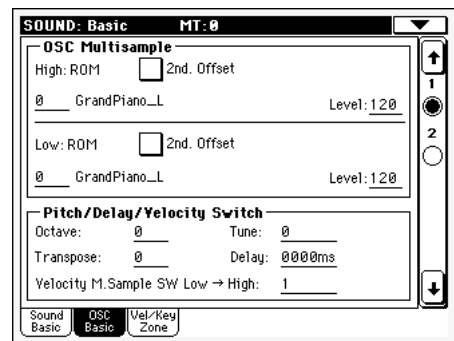 SOUND: Basic MT:0
OSC Multisample
High: ROM 2nd. Offset
0 GrandPiano_L Level: 120
Low: ROM 2nd. Offset
0 GrandPiano_L Level: 120
Pitch/Delay/Velocity Switch
Octave: 0 Tune: 0
Transpose: 0 Delay: 0000ms
Velocity M.Sample SW Low → High: 1
1
2
Sound Basic
OSC Basic
Vel/Key Zone